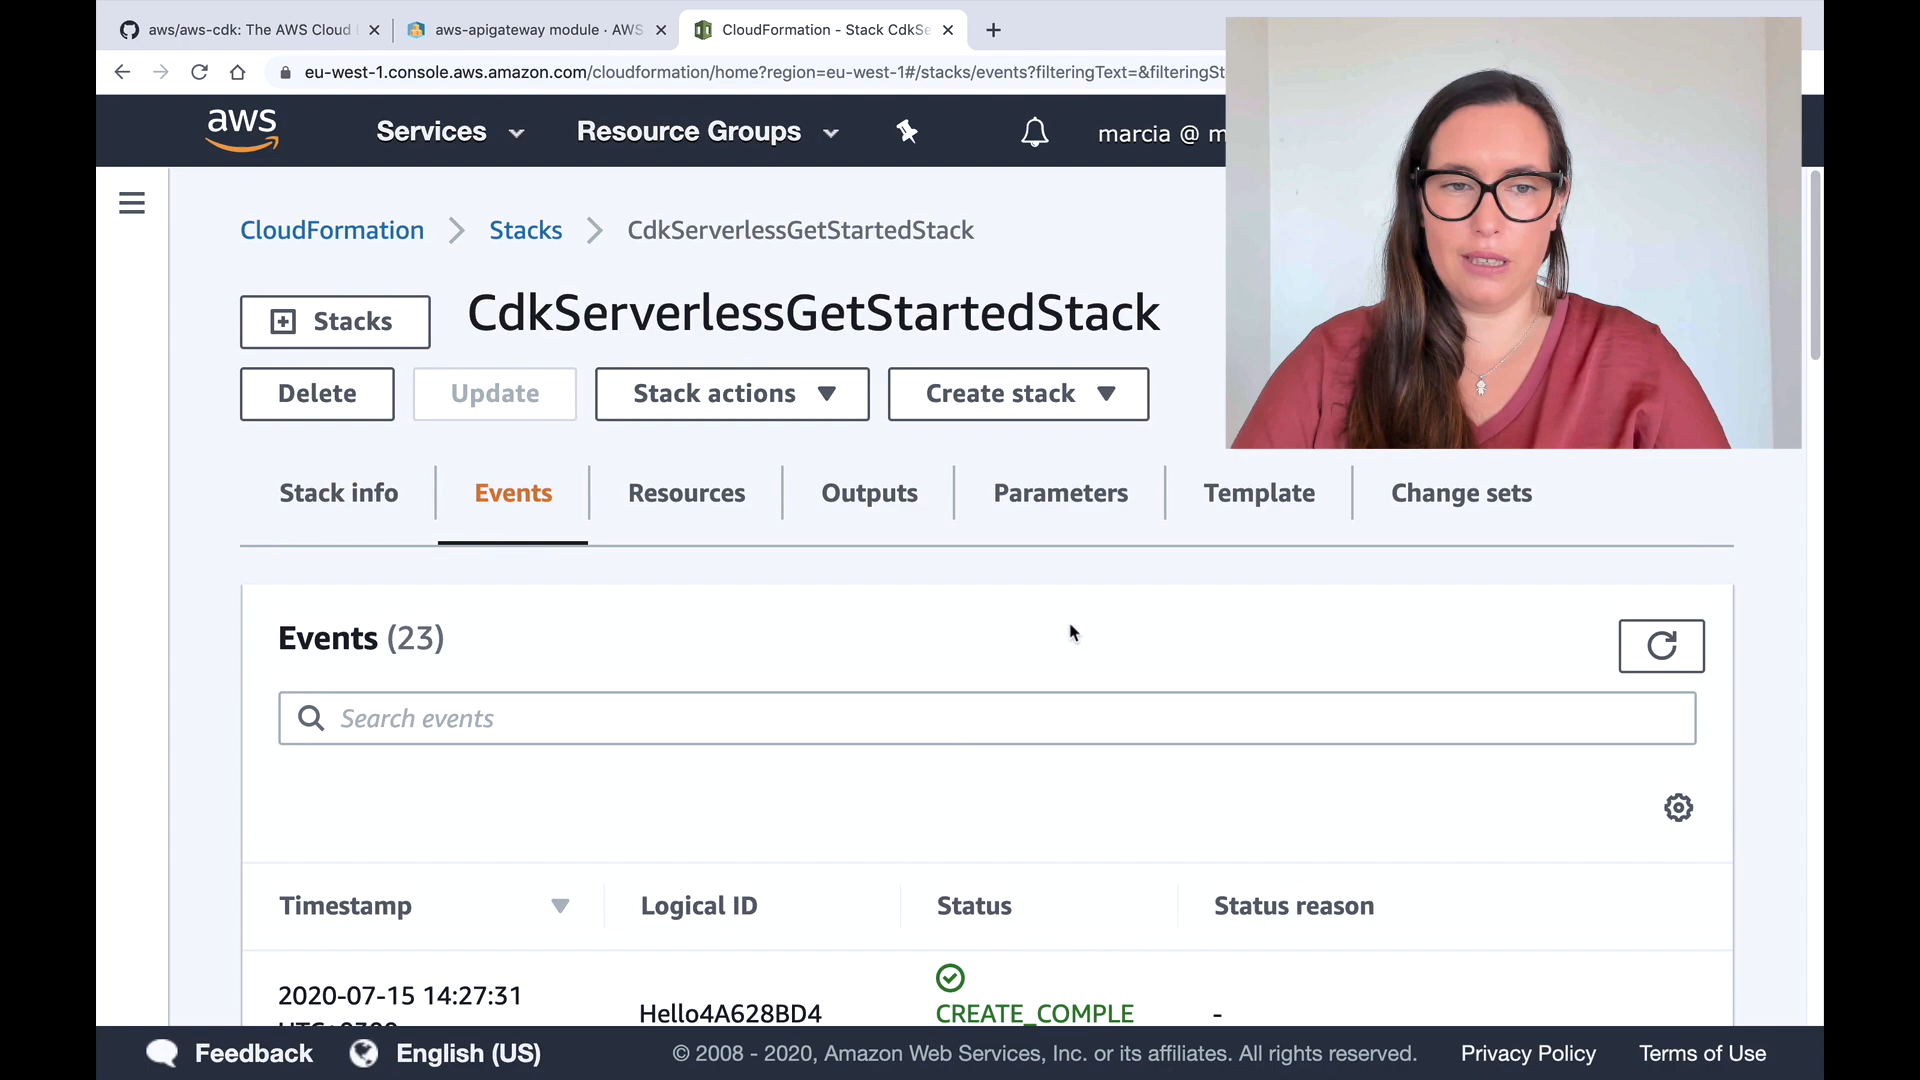 aws/aws-cdk: The AWS Cloud
aws-apigateway module · AWS
CloudFormation - Stack CdkSe
eu-west-1.console.aws.amazon.com/cloudformation/home?region=eu-west-1#/stacks/events?filteringText=&filteringSt
aws
Services
Resource Groups
marcia @ m
CloudFormation
Stacks
CdkServerlessGetStartedStack
Stacks
CdkServerlessGetStartedStack
Delete
Update
Stack actions
Create stack
Stack info
Events
Resources
Outputs
Parameters
Template
Change sets
Events (23)
Search events
Timestamp
Logical ID
Status
Status reason
2020-07-15 14:27:31
Hello4A628BD4
CREATE_COMPLE
-
Feedback
English (US)
© 2008 - 2020, Amazon Web Services, Inc. or its affiliates. All rights reserved.
Privacy Policy
Terms of Use